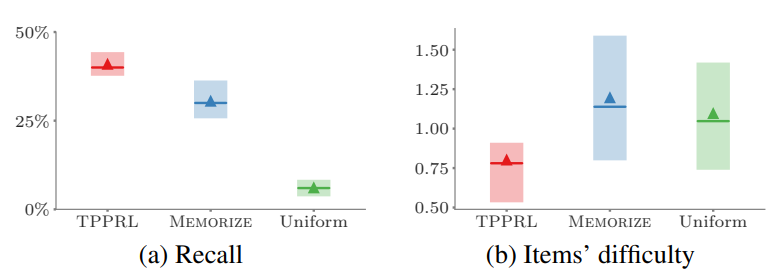 50%
25%
0%
TPPRL MEMORIZE Uniform
(a) Recall
1.50
1.25
1.00
0.75
0.50
TPPRL MEMORIZE Uniform
(b) Items' difficulty